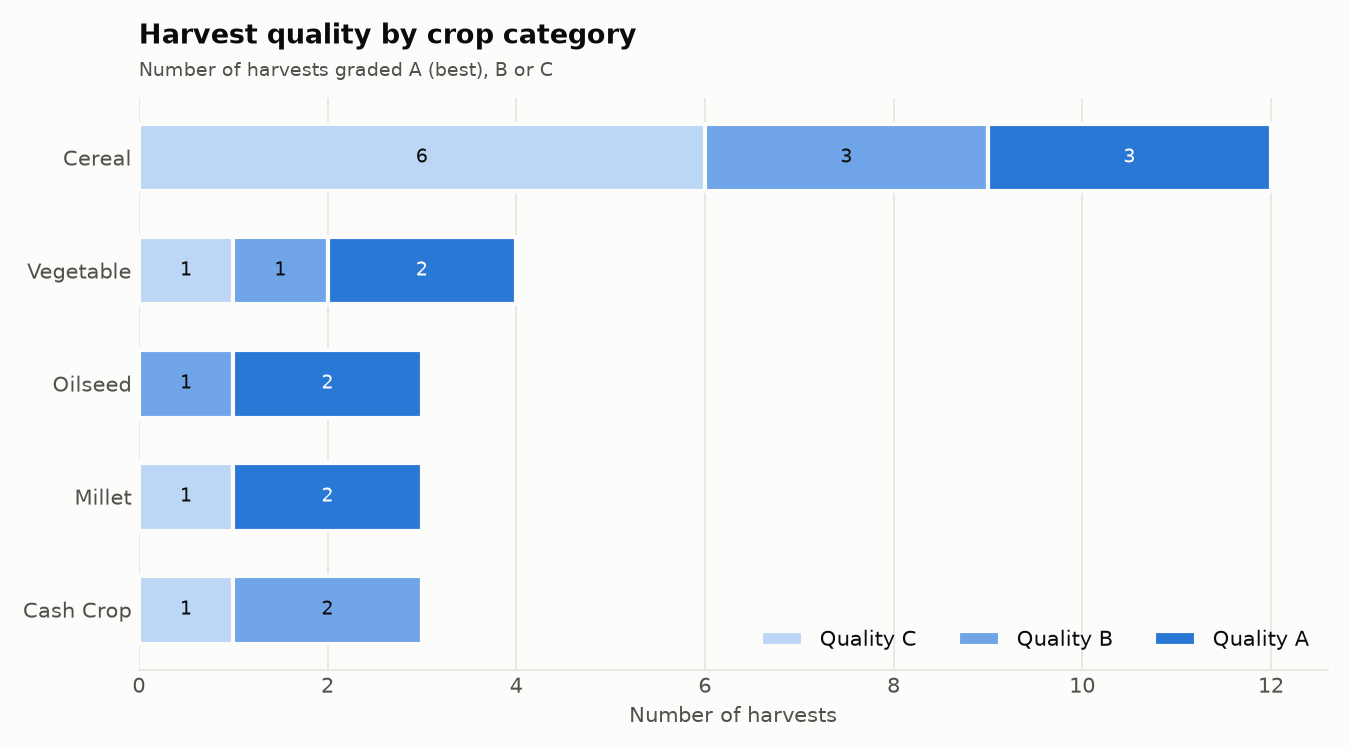 Harvest quality by crop category
Number of harvests graded A (best), B or C
Cereal 6 3 3
Vegetable 1 1 2
Oilseed 1 2
Millet 1 2
Cash Crop 1 2
Quality C Quality B Quality A
0 2 4 6 8 10 12
Number of harvests